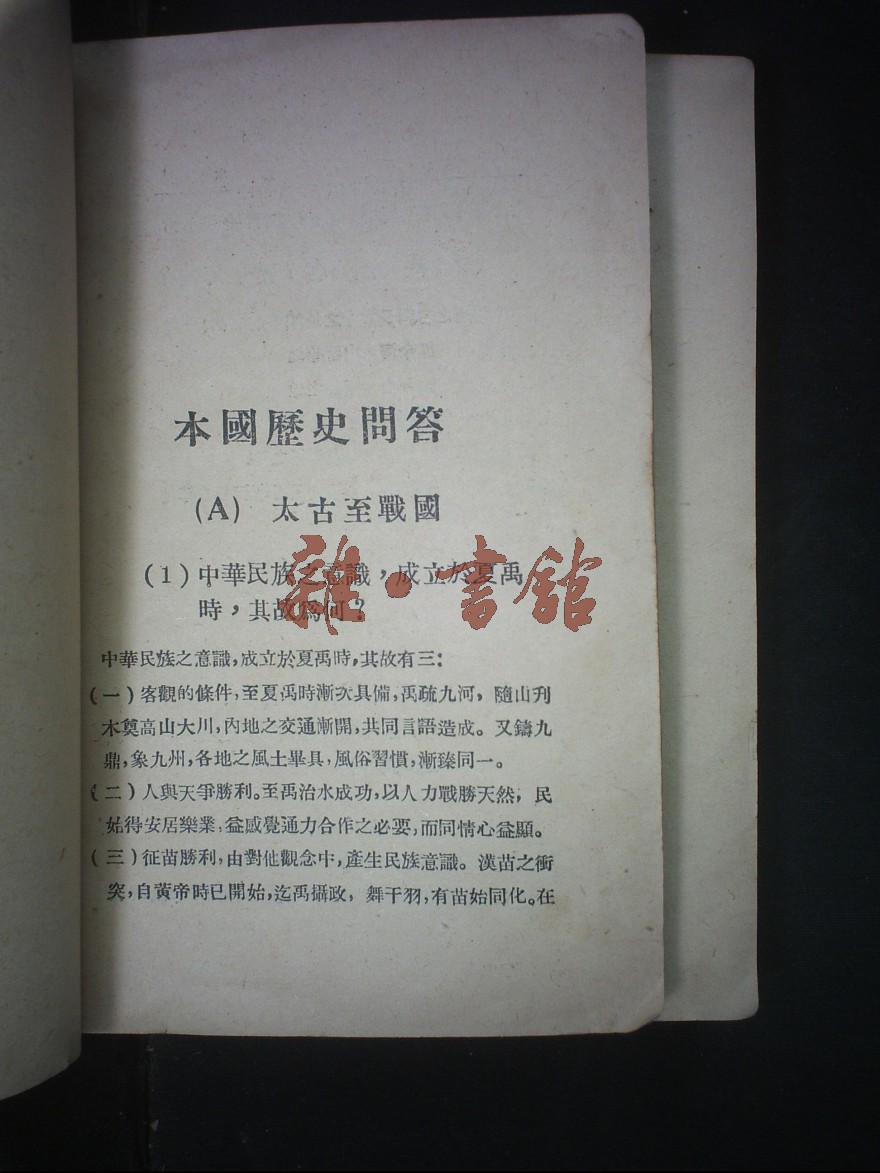 本國歷史問答
(A) 太古至戰國
(1)中華民族之意識，成立於夏禹
時，其故爲何？
雜·書館
中華民族之意識，成立於夏禹時，其故有三：
(一)客觀的條件，至夏禹時漸次具備，禹疏九河，隨山刋
木奠高山大川，內地之交通漸開，共同言語造成。又鑄九
鼎，象九州，各地之風土畢具，風俗習慣，漸臻同一。
(二)人與天爭勝利。至禹治水成功，以人力戰勝天然，民
始得安居樂業，益感覺通力合作之必要，而同情心益顯。
(三)征苗勝利，由對他觀念中，產生民族意識。漢苗之衝
突，自黃帝時已開始，迄禹攝政，舞干羽，有苗始同化。在